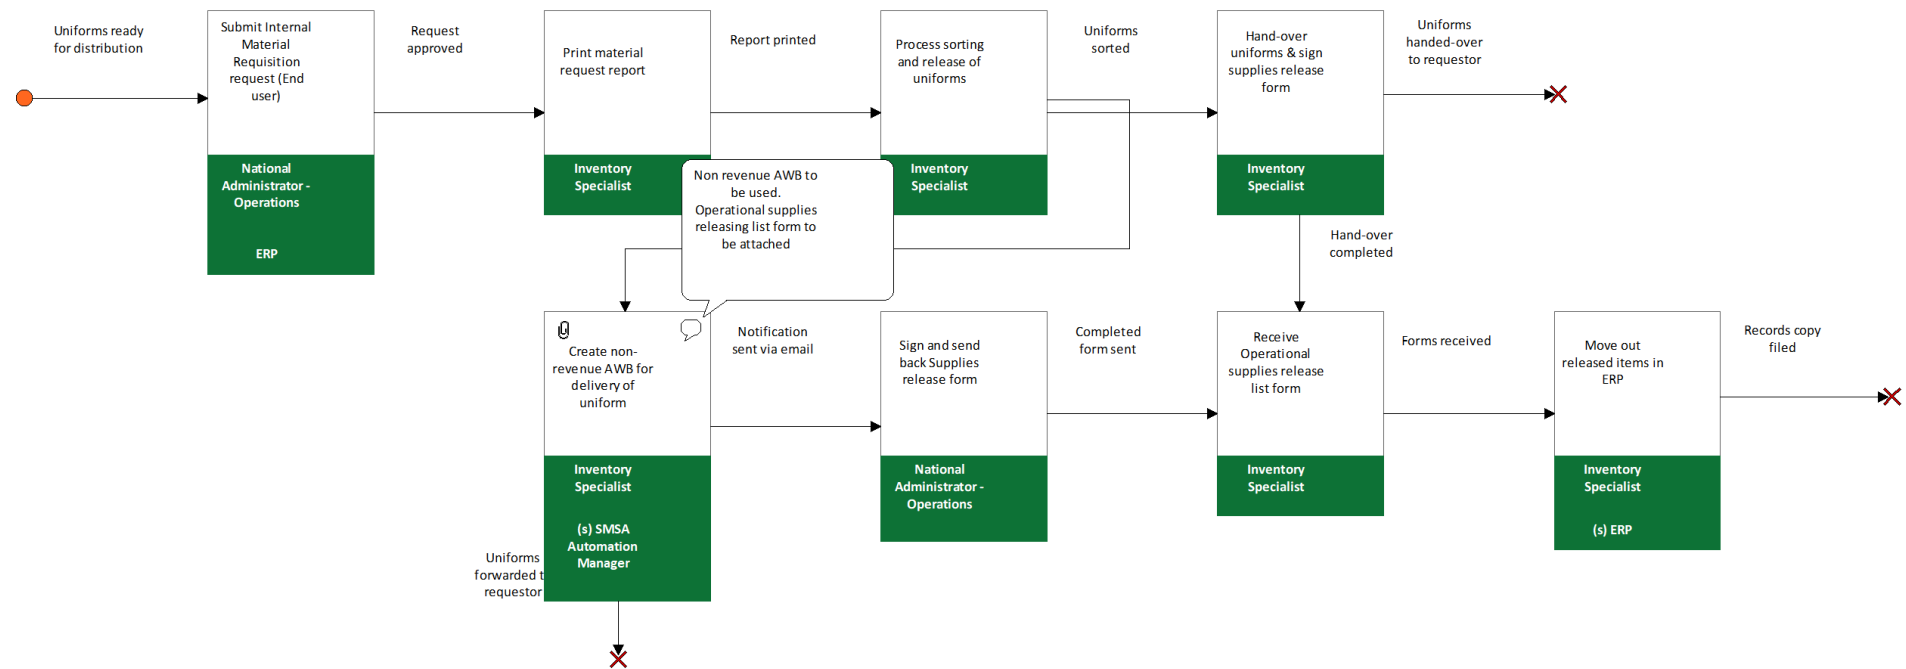 Uniforms ready
for distribution
Submit Internal
Material
Requisition
request (End
user)
National
Administrator -
Operations
ERP
Request
approved
Print material
request report
Inventory
Specialist
Report printed
Process sorting
and release of
uniforms
Inventory
Specialist
Uniforms
sorted
Hand-over
uniforms & sign
supplies release
form
Inventory
Specialist
Uniforms
handed-over
to requestor
Non revenue AWB to
be used.
Operational supplies
releasing list form to
be attached
Hand-over
completed
Create non-
revenue AWB for
delivery of
uniform
Inventory
Specialist
(s) SMSA
Automation
Manager
Uniforms
forwarded t
requestor
Notification
sent via email
Sign and send
back Supplies
release form
National
Administrator -
Operations
Completed
form sent
Receive
Operational
supplies release
list form
Inventory
Specialist
Forms received
Move out
released items in
ERP
Inventory
Specialist
(s) ERP
Records copy
filed